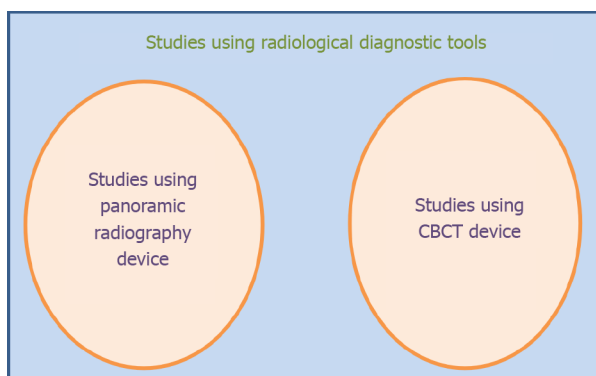 Studies using radiological diagnostic tools
Studies using
panoramic
radiography
device
Studies using
CBCT device